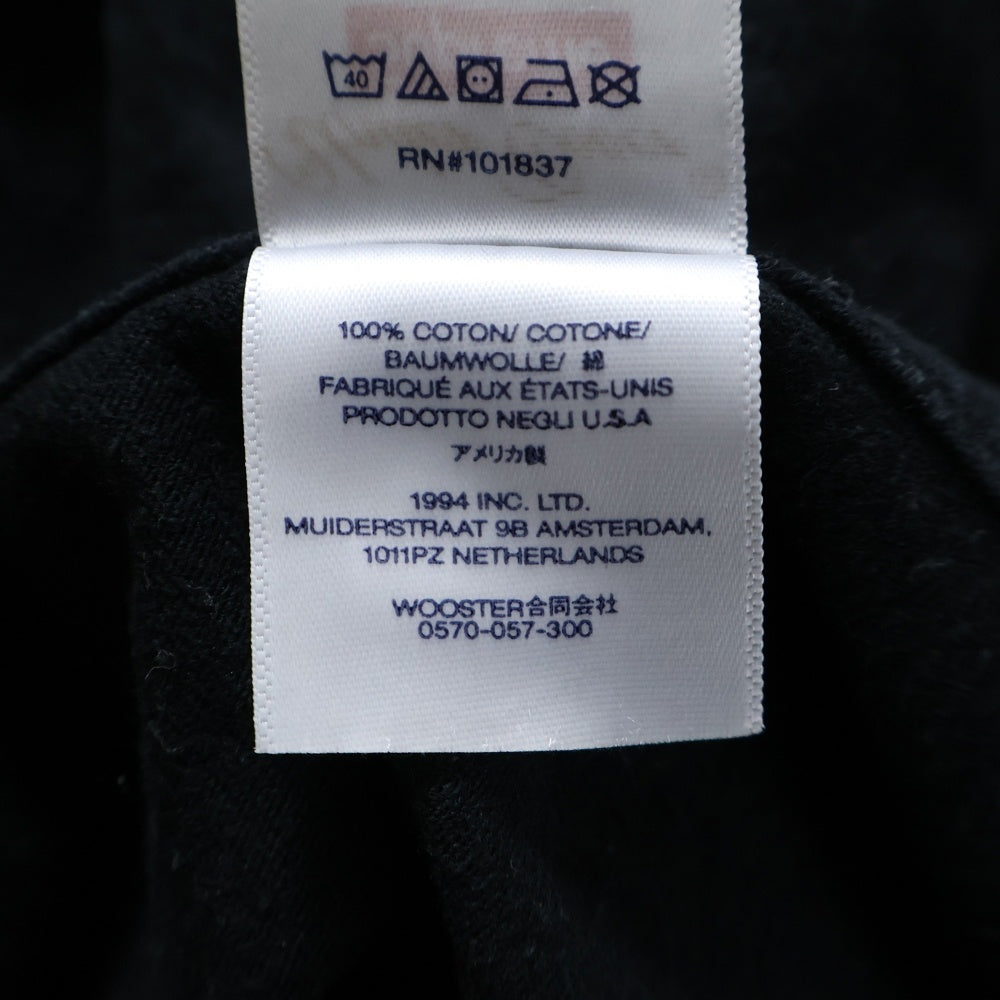 40
RN#101837
100% COTON/ COTONE/
BAUMWOLLE/ 綿
FABRIQUÉ AUX ÉTATS-UNIS
PRODOTTO NEGLI U.S.A
アメリカ製
1994 INC. LTD.
MUIDERSTRAAT 9B AMSTERDAM,
1011PZ NETHERLANDS
WOOSTER合同会社
0570-057-300